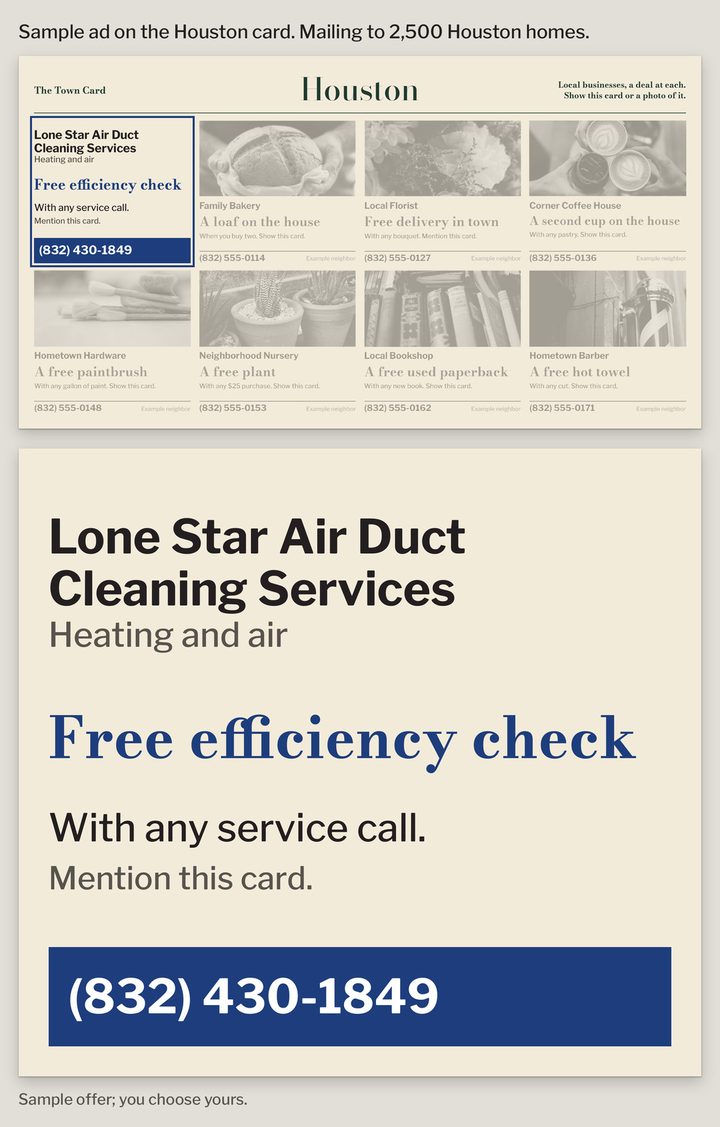 Sample ad on the Houston card. Mailing to 2,500 Houston homes.
The Town Card
Houston
Local businesses, a deal at each.
Show this card or a photo of it.
Lone Star Air Duct
Cleaning Services
Heating and air
Free efficiency check
With any service call.
Mention this card.
(832) 430-1849
Family Bakery
A loaf on the house
When you buy two. Show this card.
(832) 555-0114
Example neighbor
Local Florist
Free delivery in town
With any bouquet. Mention this card.
(832) 555-0127
Example neighbor
Corner Coffee House
A second cup on the house
With any pastry. Show this card.
(832) 555-0136
Example neighbor
Hometown Hardware
A free paintbrush
With any gallon of paint. Show this card.
(832) 555-0148
Example neighbor
Neighborhood Nursery
A free plant
With any $25 purchase. Show this card.
(832) 555-0153
Example neighbor
Local Bookshop
A free used paperback
With any new book. Show this card.
(832) 555-0162
Example neighbor
Hometown Barber
A free hot towel
With any cut. Show this card.
(832) 555-0171
Example neighbor
Lone Star Air Duct
Cleaning Services
Heating and air
Free efficiency check
With any service call.
Mention this card.
(832) 430-1849
Sample offer; you choose yours.